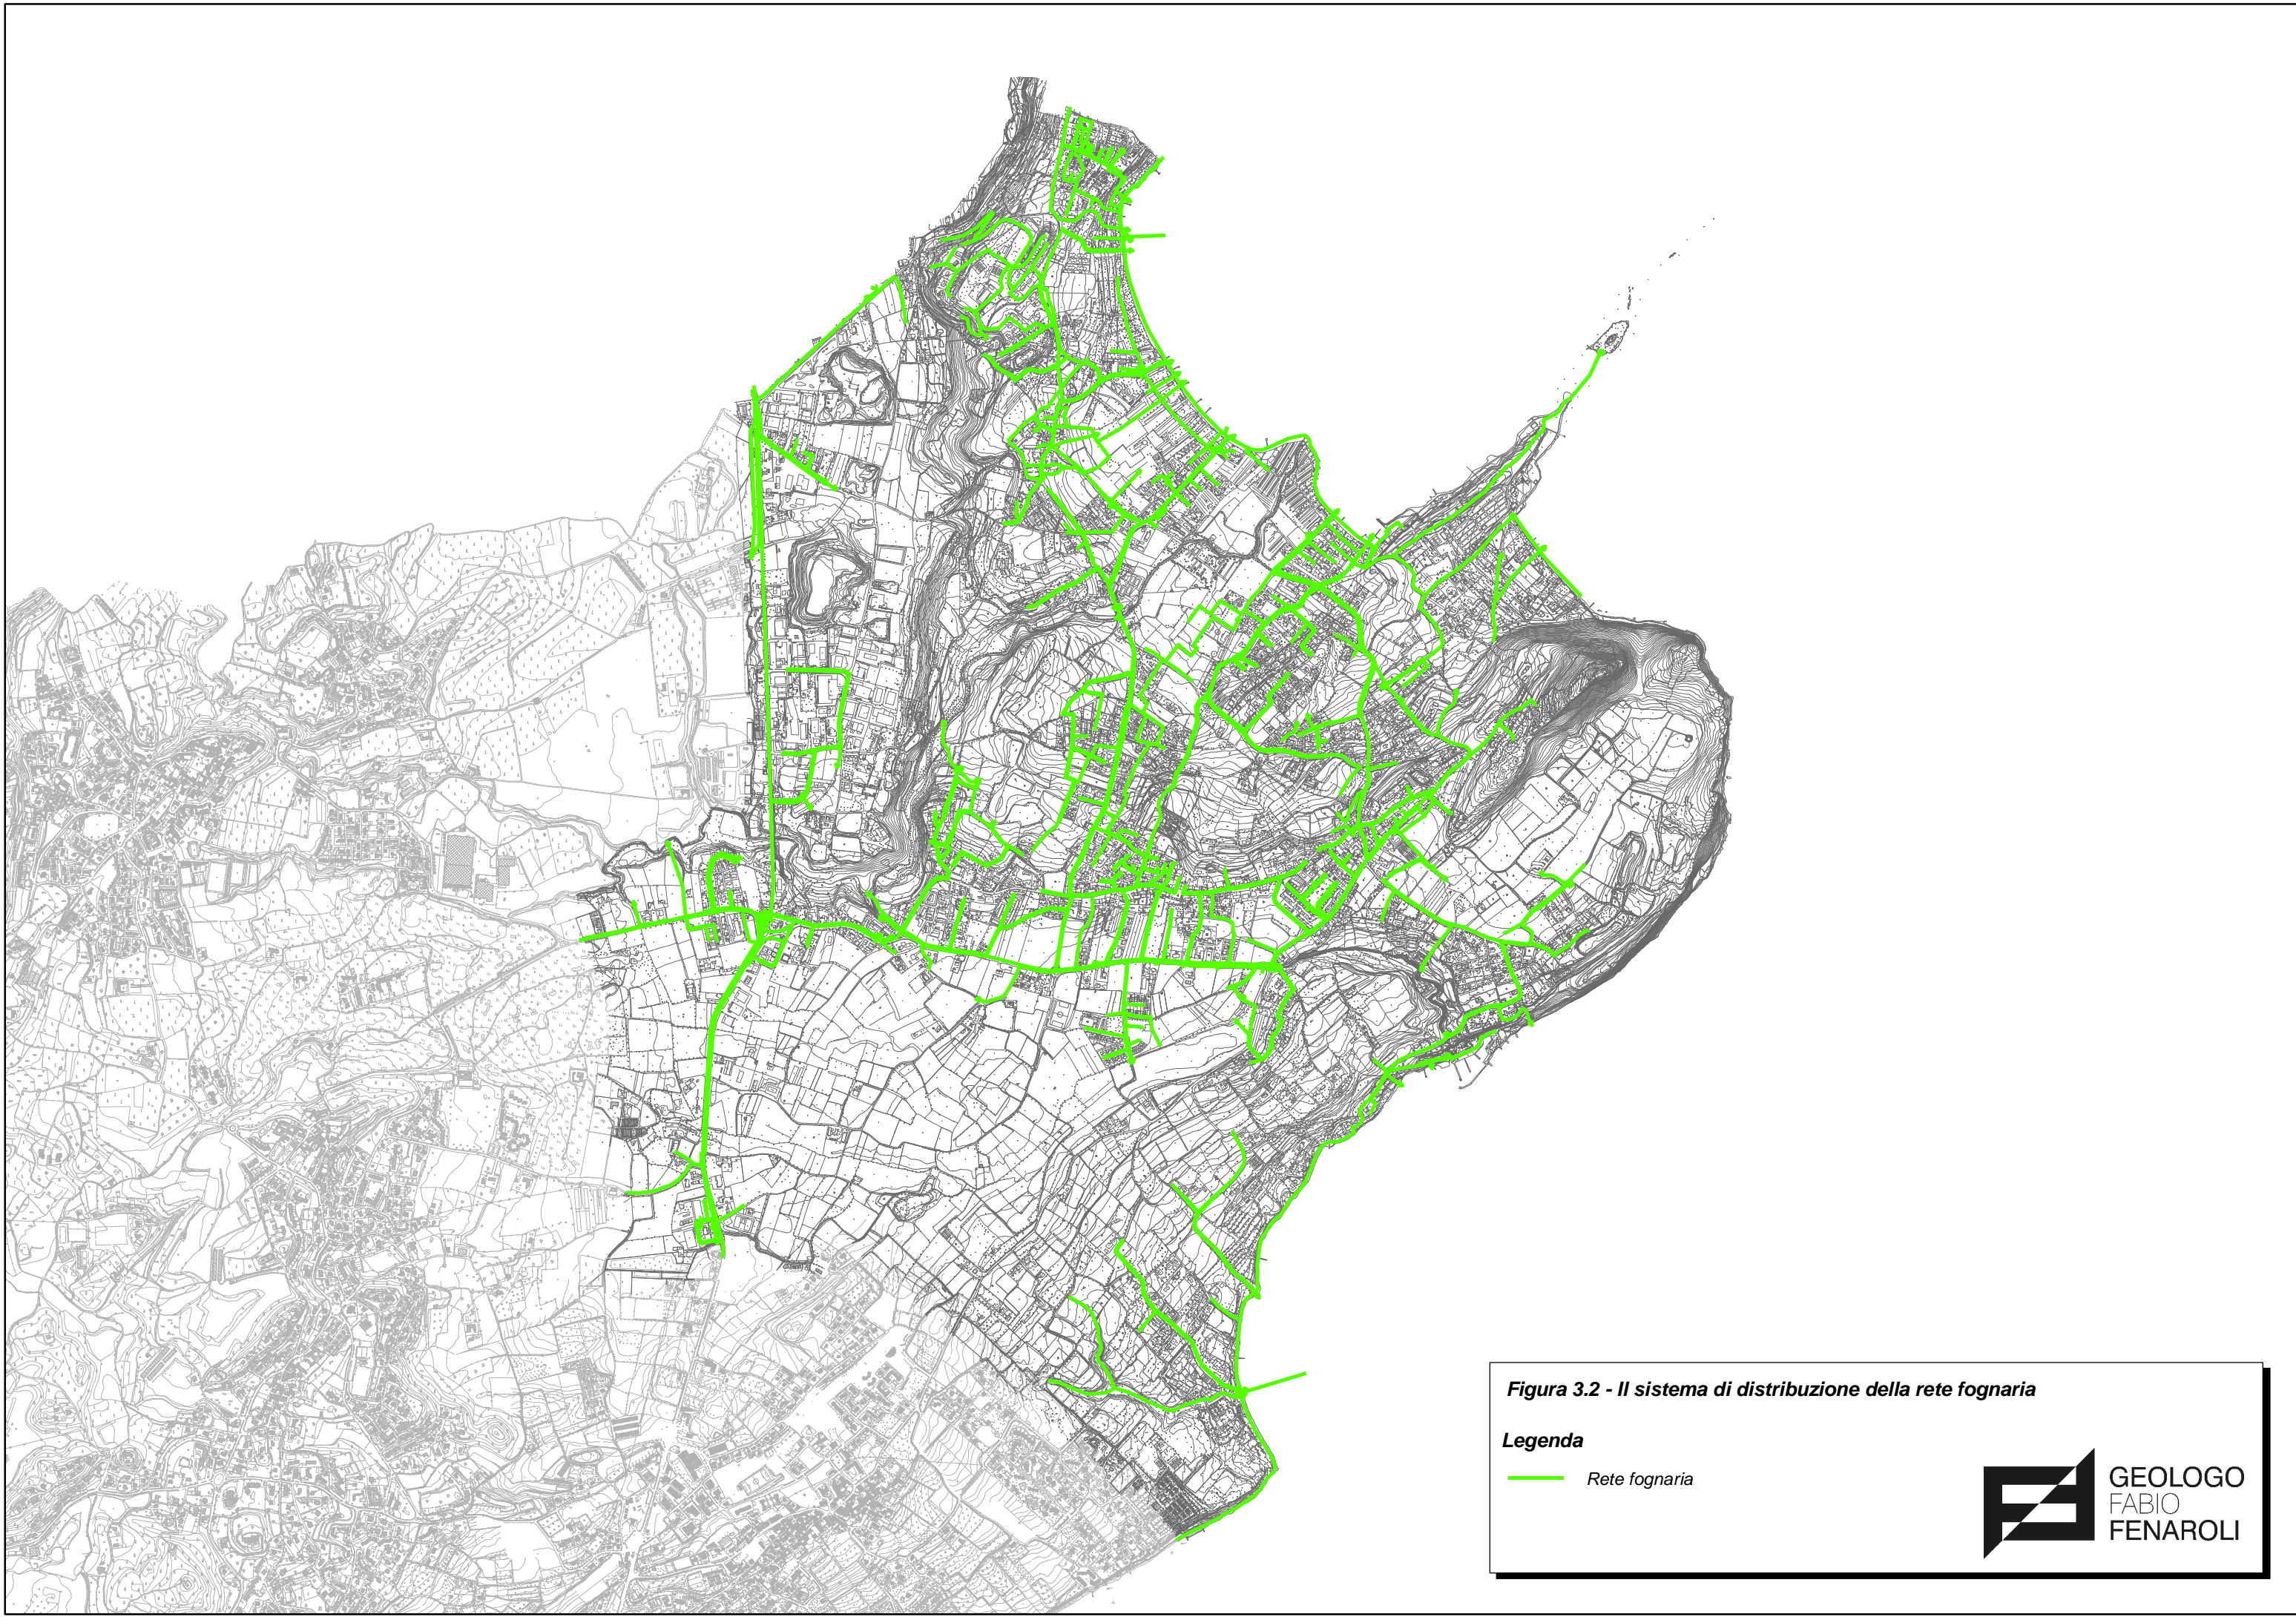 Figura 3.2 - Il sistema di distribuzione della rete fognaria
Legenda
Rete fognaria
GEOLOGO
FABIO
FENAROLI